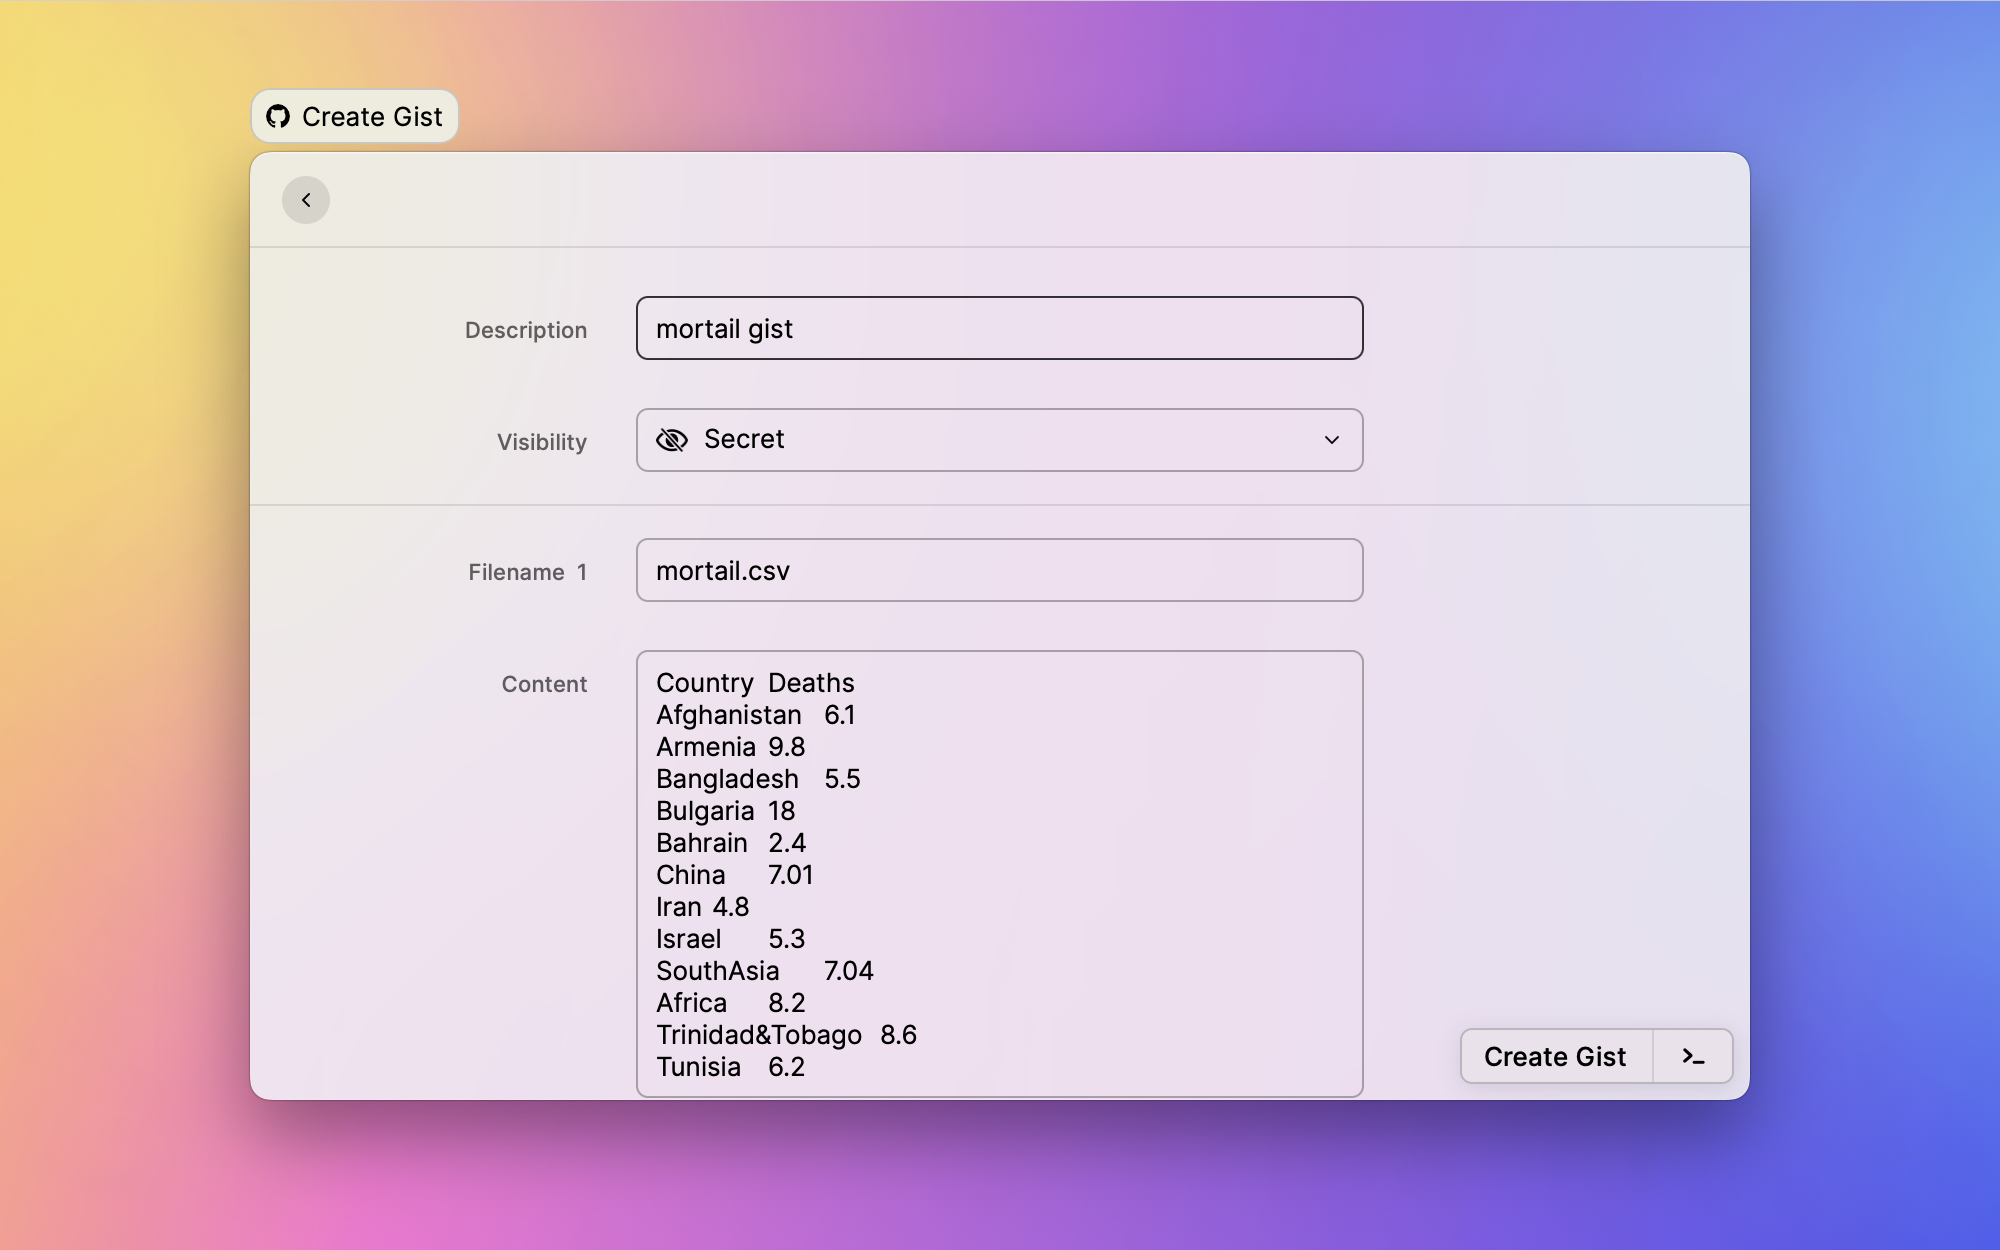 Create Gist
Description
mortail gist
Visibility
Secret
Filename 1
mortail.csv
Content
Country Deaths
Afghanistan 6.1
Armenia 9.8
Bangladesh 5.5
Bulgaria 18
Bahrain 2.4
China 7.01
Iran 4.8
Israel 5.3
SouthAsia 7.04
Africa 8.2
Trinidad&Tobago 8.6
Tunisia 6.2
Create Gist